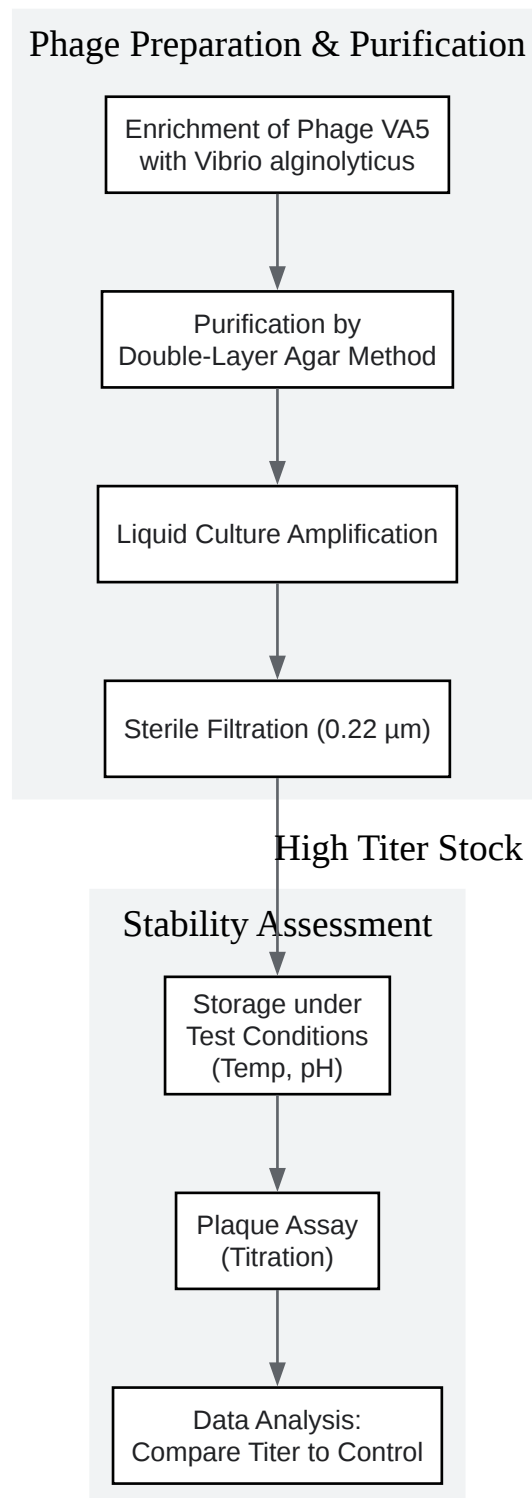 Phage Preparation & Purification
Enrichment of Phage VA5
with Vibrio alginolyticus
Purification by
Double-Layer Agar Method
Liquid Culture Amplification
Sterile Filtration (0.22 µm)
High Titer Stock
Stability Assessment
Storage under
Test Conditions
(Temp, pH)
Plaque Assay
(Titration)
Data Analysis:
Compare Titer to Control